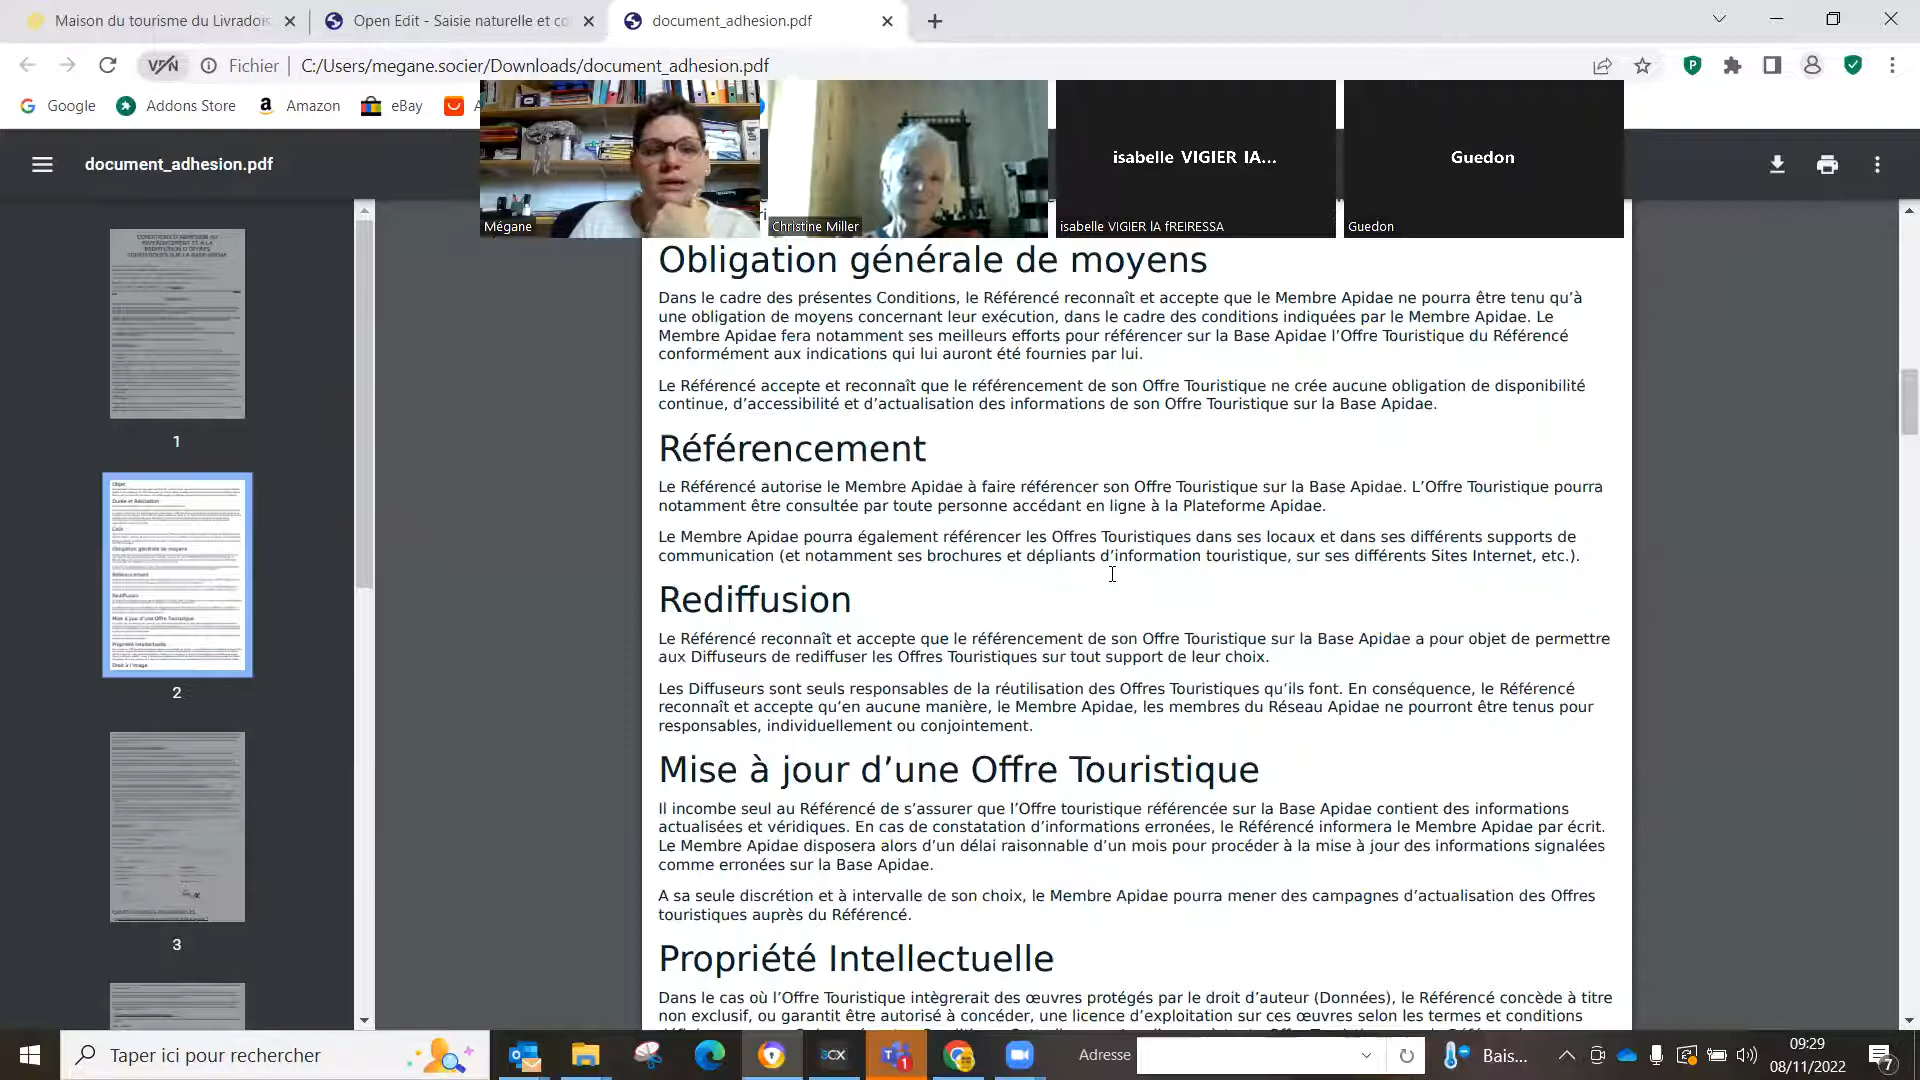 Maison du tourisme du Livradois
Open Edit - Saisie naturelle et co
document_adhesion.pdf
VPN
Fichier
C:/Users/megane.socier/Downloads/document_adhesion.pdf
Google
Addons Store
Amazon
eBay
document_adhesion.pdf
Mégane
Christine Miller
isabelle VIGIER IA...
isabelle VIGIER lA fREIRESSA
Guedon
Guedon
1
2
3
Obligation générale de moyens
Dans le cadre des présentes Conditions, le Référencé reconnaît et accepte que le Membre Apidae ne pourra être tenu qu’à
une obligation de moyens concernant leur exécution, dans le cadre des conditions indiquées par le Membre Apidae. Le
Membre Apidae fera notamment ses meilleurs efforts pour référencer sur la Base Apidae l’Offre Touristique du Référencé
conformément aux indications qui lui auront été fournies par lui.
Le Référencé accepte et reconnaît que le référencement de son Offre Touristique ne crée aucune obligation de disponibilité
continue, d’accessibilité et d’actualisation des informations de son Offre Touristique sur la Base Apidae.
Référencement
Le Référencé autorise le Membre Apidae à faire référencer son Offre Touristique sur la Base Apidae. L’Offre Touristique pourra
notamment être consultée par toute personne accédant en ligne à la Plateforme Apidae.
Le Membre Apidae pourra également référencer les Offres Touristiques dans ses locaux et dans ses différents supports de
communication (et notamment ses brochures et dépliants d’information touristique, sur ses différents Sites Internet, etc.).
Rediffusion
Le Référencé reconnaît et accepte que le référencement de son Offre Touristique sur la Base Apidae a pour objet de permettre
aux Diffuseurs de rediffuser les Offres Touristiques sur tout support de leur choix.
Les Diffuseurs sont seuls responsables de la réutilisation des Offres Touristiques qu’ils font. En conséquence, le Référencé
reconnaît et accepte qu’en aucune manière, le Membre Apidae, les membres du Réseau Apidae ne pourront être tenus pour
responsables, individuellement ou conjointement.
Mise à jour d’une Offre Touristique
Il incombe seul au Référencé de s’assurer que l’Offre touristique référencée sur la Base Apidae contient des informations
actualisées et véridiques. En cas de constatation d’informations erronées, le Référencé informera le Membre Apidae par écrit.
Le Membre Apidae disposera alors d’un délai raisonnable d’un mois pour procéder à la mise à jour des informations signalées
comme erronées sur la Base Apidae.
A sa seule discrétion et à intervalle de son choix, le Membre Apidae pourra mener des campagnes d’actualisation des Offres
touristiques auprès du Référencé.
Propriété Intellectuelle
Dans le cas où l’Offre Touristique intègrerait des œuvres protégés par le droit d’auteur (Données), le Référencé concède à titre
non exclusif, ou garantit être autorisé à concéder, une licence d’exploitation sur ces œuvres selon les termes et conditions
Taper ici pour rechercher
3CX
1
Adresse
Bais...
09:29
08/11/2022
7